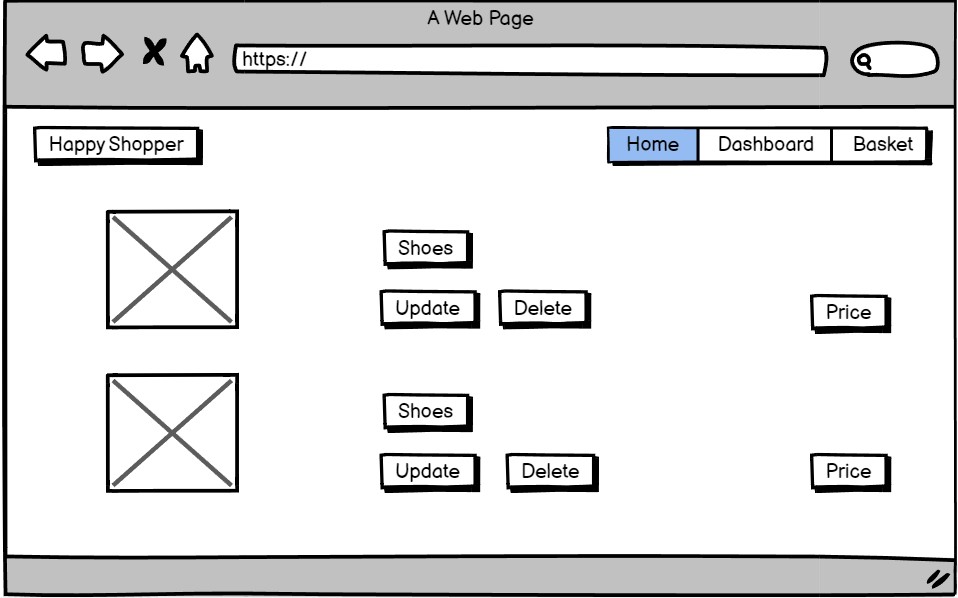 A Web Page
https://
Happy Shopper
Home Dashboard Basket
Shoes
Update Delete Price
Shoes
Update Delete Price